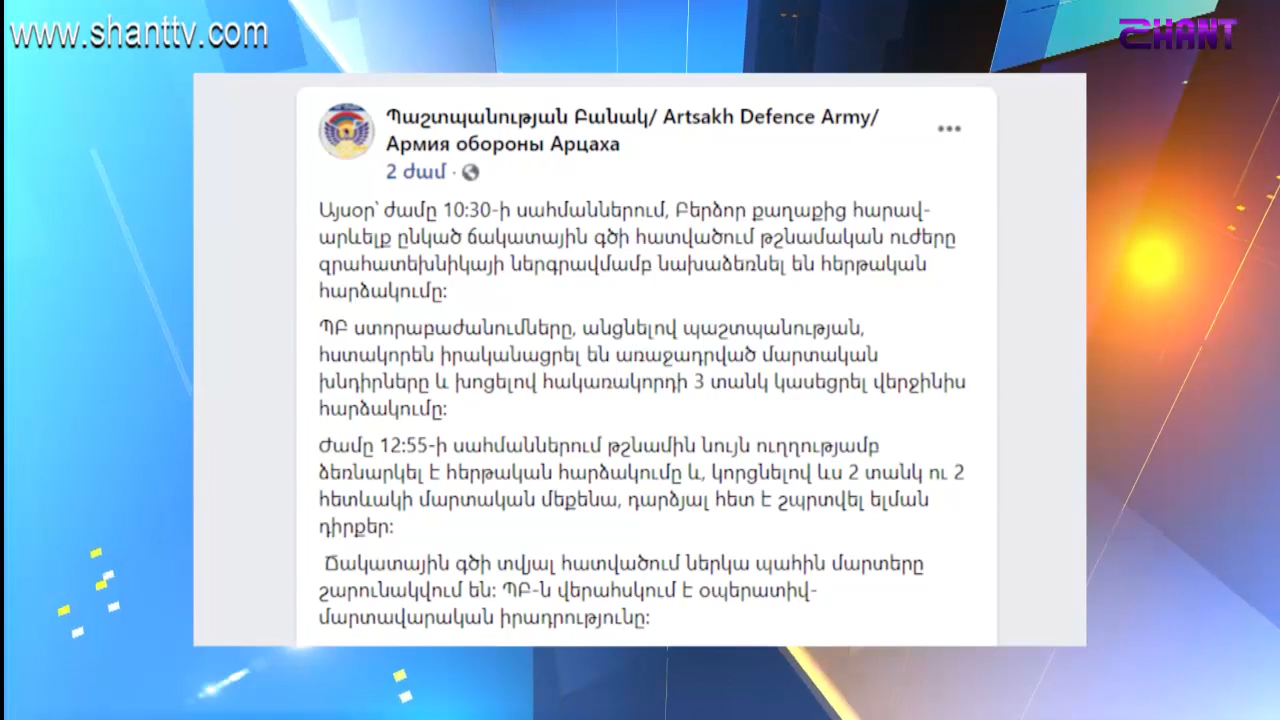 www.shanttv.com
SHANT
Պաշտպանության Բանակ/ Artsakh Defence Army/
Армия обороны Арцаха
2 ժամ ·
Այսօր՝ ժամը 10:30-ի սահմաններում, Բերձոր քաղաքից հարավ-
արևելք ընկած ճակատային գծի հատվածում թշնամական ուժերը
զրահատեխնիկայի ներգրավմամբ նախաձեռնել են հերթական
հարձակումը:
ՊԲ ստորաբաժանումները, անցնելով պաշտպանության,
հստակորեն իրականացրել են առաջադրված մարտական
խնդիրները և խոցելով հակառակորդի 3 տանկ կասեցրել վերջինիս
հարձակումը:
Ժամը 12:55-ի սահմաններում թշնամին նույն ուղղությամբ
ձեռնարկել է հերթական հարձակումը և, կորցնելով ևս 2 տանկ ու 2
հետևակի մարտական մեքենա, դարձյալ հետ է շպրտվել ելման
դիրքեր:
Ճակատային գծի տվյալ հատվածում ներկա պահին մարտերը
շարունակվում են: ՊԲ-ն վերահսկում է օպերատիվ-
մարտավարական իրադրությունը: